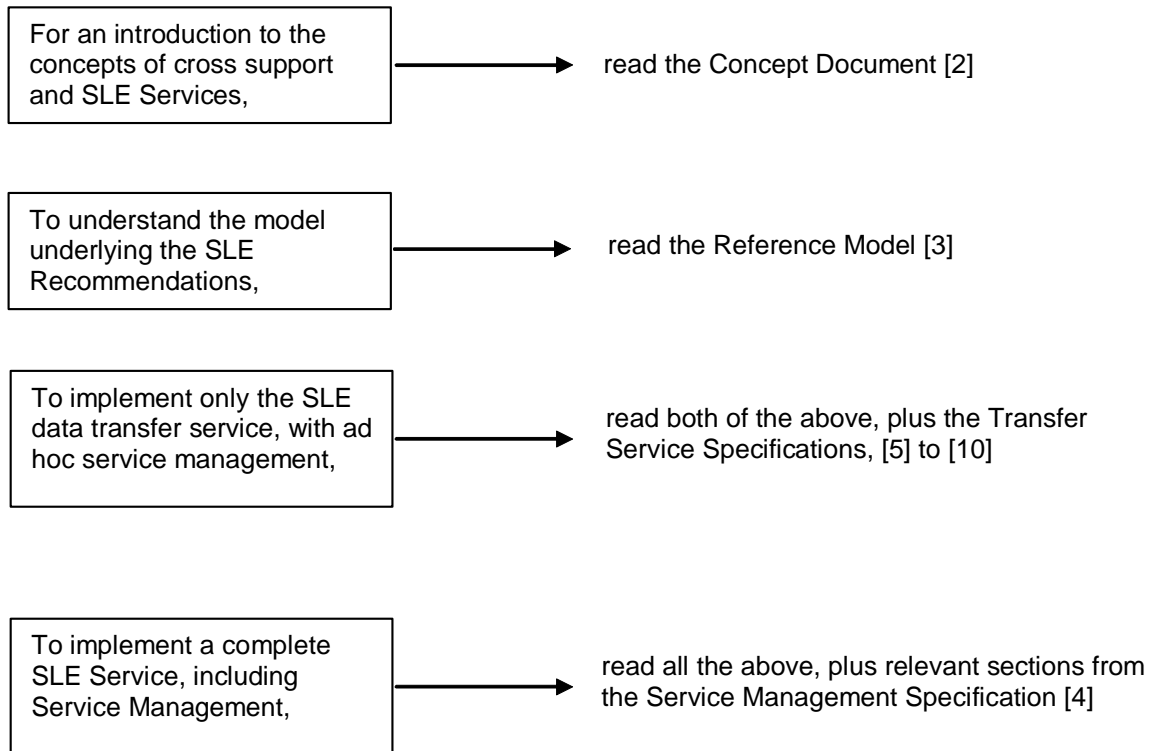 For an introduction to the
concepts of cross support
and SLE Services,
read the Concept Document [2]
To understand the model
underlying the SLE
Recommendations,
read the Reference Model [3]
To implement only the SLE
data transfer service, with ad
hoc service management,
read both of the above, plus the Transfer
Service Specifications, [5] to [10]
To implement a complete
SLE Service, including
Service Management,
read all the above, plus relevant sections from
the Service Management Specification [4]